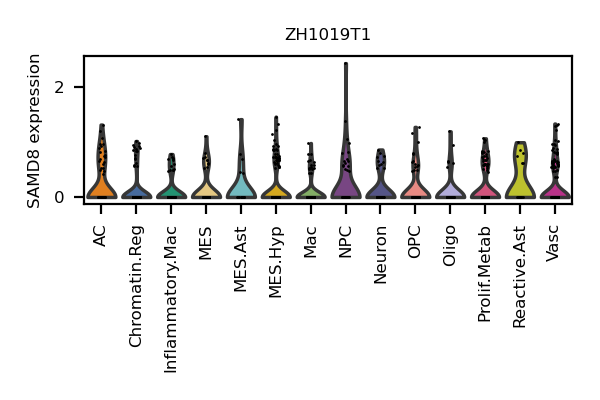 ZH1019T1
SAMD8 expression
2
0
AC
Chromatin.Reg
Inflammatory.Mac
MES
MES.Ast
MES.Hyp
Mac
NPC
Neuron
OPC
Oligo
Prolif.Metab
Reactive.Ast
Vasc